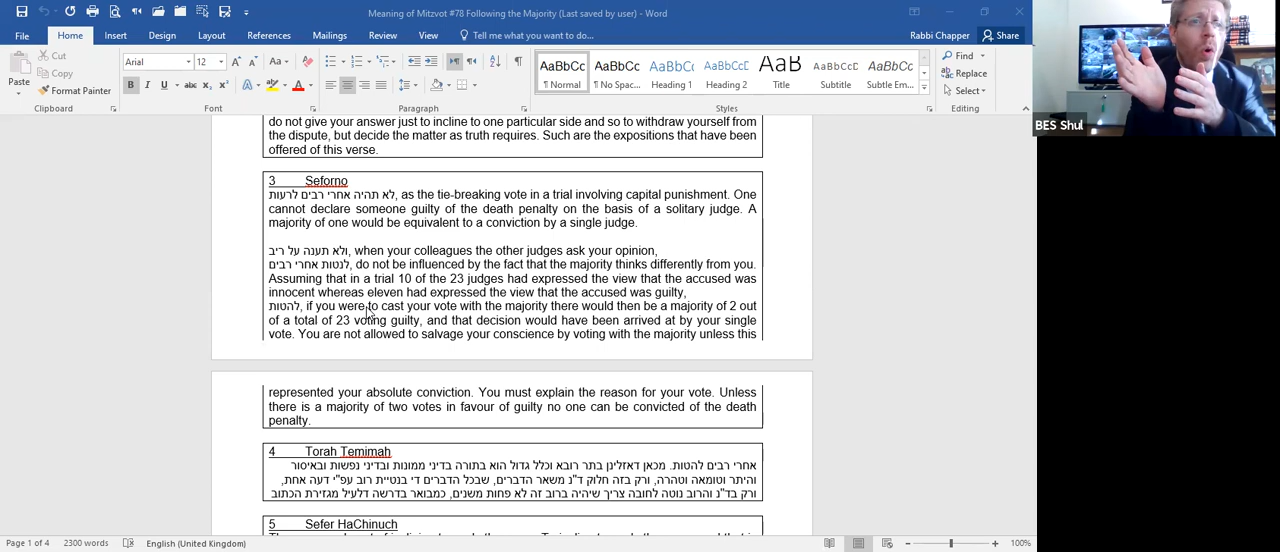 Meaning of Mitzvot #78 Following the Majority (Last saved by user) - Word
File Home Insert Design Layout References Mailings Review View Tell me what you want to do... Rabbi Chapper Share
Paste
Cut
Copy
Format Painter
Clipboard
Arial 12
B I U
Font
Paragraph
AaBbCc AaBbCc AaBbCc AaBbCc AaB AaBbCc AaBbCc
¶ Normal ¶ No Spac... Heading 1 Heading 2 Title Subtitle Subtle Em...
Styles
Find
Replace
Select
Editing
BES Shul
do not give your answer just to incline to one particular side and so to withdraw yourself from
the dispute, but decide the matter as truth requires. Such are the expositions that have been
offered of this verse.
3 Seforno
לא תהיה אחרי רבים לרעות, as the tie-breaking vote in a trial involving capital punishment. One
cannot declare someone guilty of the death penalty on the basis of a solitary judge. A
majority of one would be equivalent to a conviction by a single judge.
ולא תענה על ריב, when your colleagues the other judges ask your opinion,
לנטות אחרי רבים, do not be influenced by the fact that the majority thinks differently from you.
Assuming that in a trial 10 of the 23 judges had expressed the view that the accused was
innocent whereas eleven had expressed the view that the accused was guilty,
להטות, if you were to cast your vote with the majority there would then be a majority of 2 out
of a total of 23 voting guilty, and that decision would have been arrived at by your single
vote. You are not allowed to salvage your conscience by voting with the majority unless this
represented your absolute conviction. You must explain the reason for your vote. Unless
there is a majority of two votes in favour of guilty no one can be convicted of the death
penalty.
4 Torah Temimah
אחרי רבים להטות. מכאן דאזלינן בתר רובא וכלל גדול הוא בתורה בדיני ממונות ובדיני נפשות ובאיסור
והיתר וטומאה וטהרה, ורק בזה חלוק ד"נ משאר הדברים, שבכל הדברים די בנטיית רוב עפ"י דעה אחת,
ורק בד"נ והרוב נוטה לחובה צריך שיהיה ברוב זה לא פחות משנים, כמבואר בדרשה דלעיל מגזירת הכתוב
5 Sefer HaChinuch
Page 1 of 4 2300 words English (United Kingdom) 100%